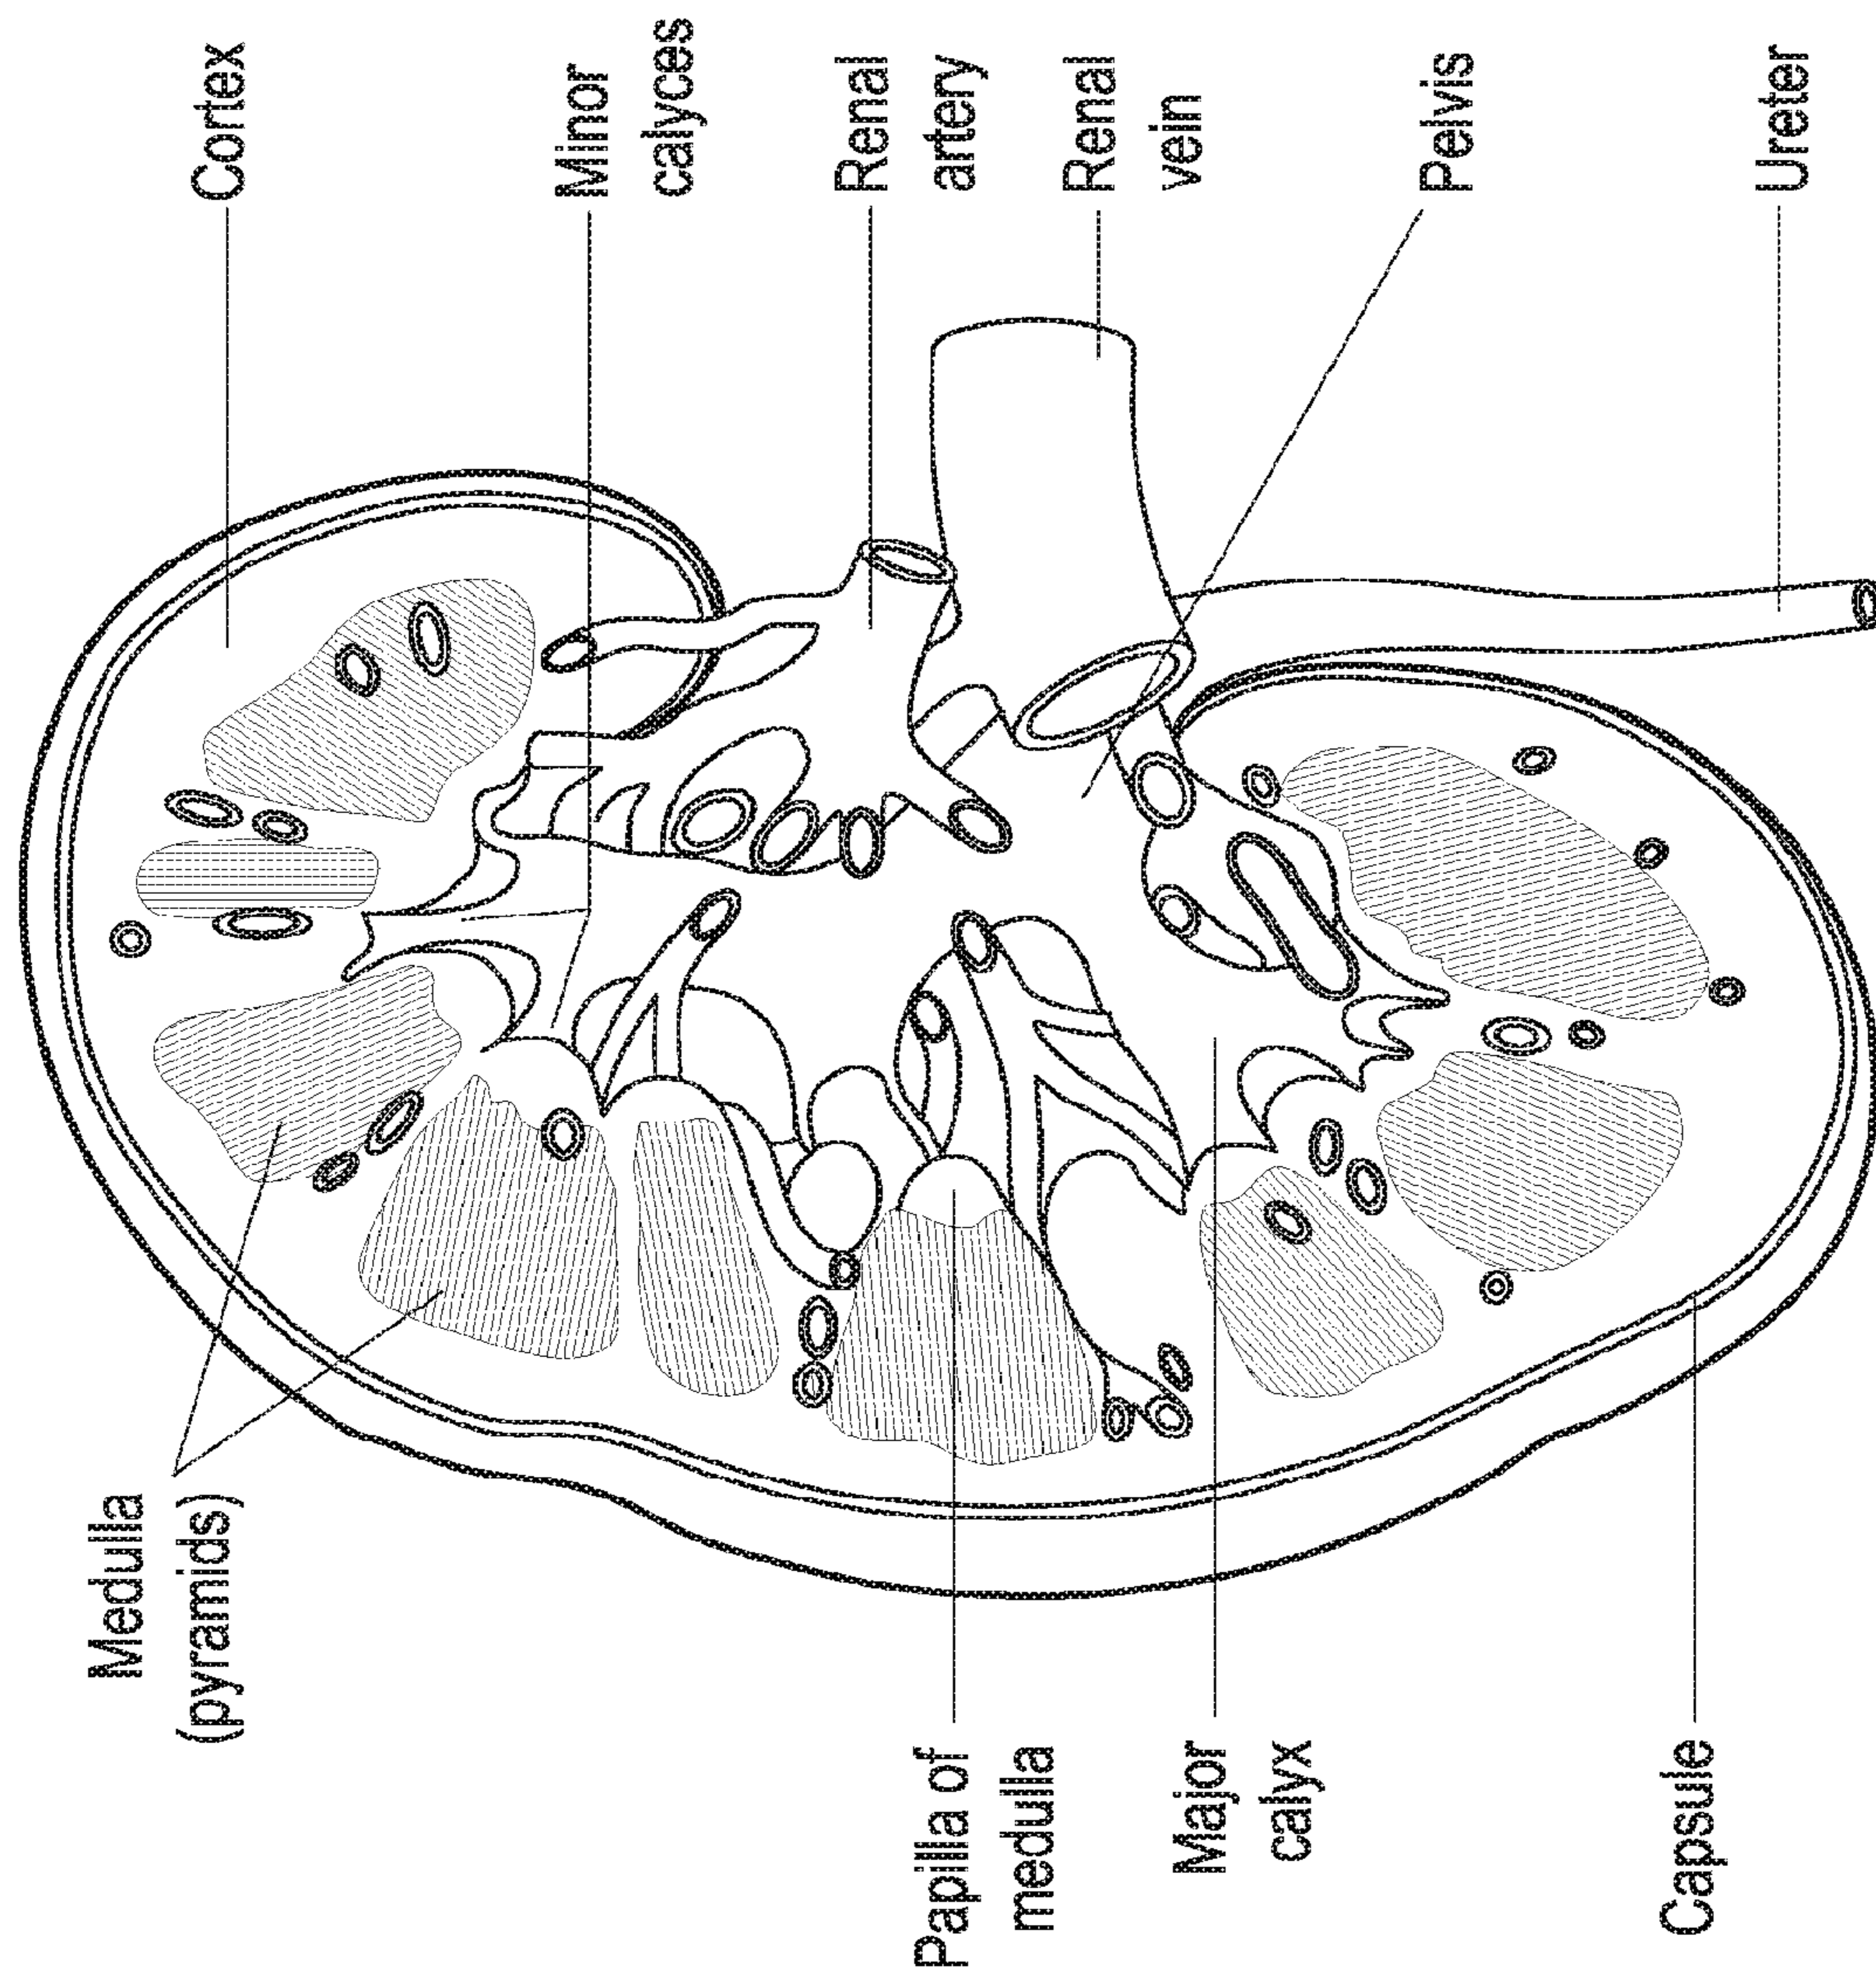 Cortex
Minor
calyces
Renal
artery
Renal
vein
Pelvis
Ureter
Medulla
(pyramids)
Papilla of
medulla
Major
calyx
Capsule